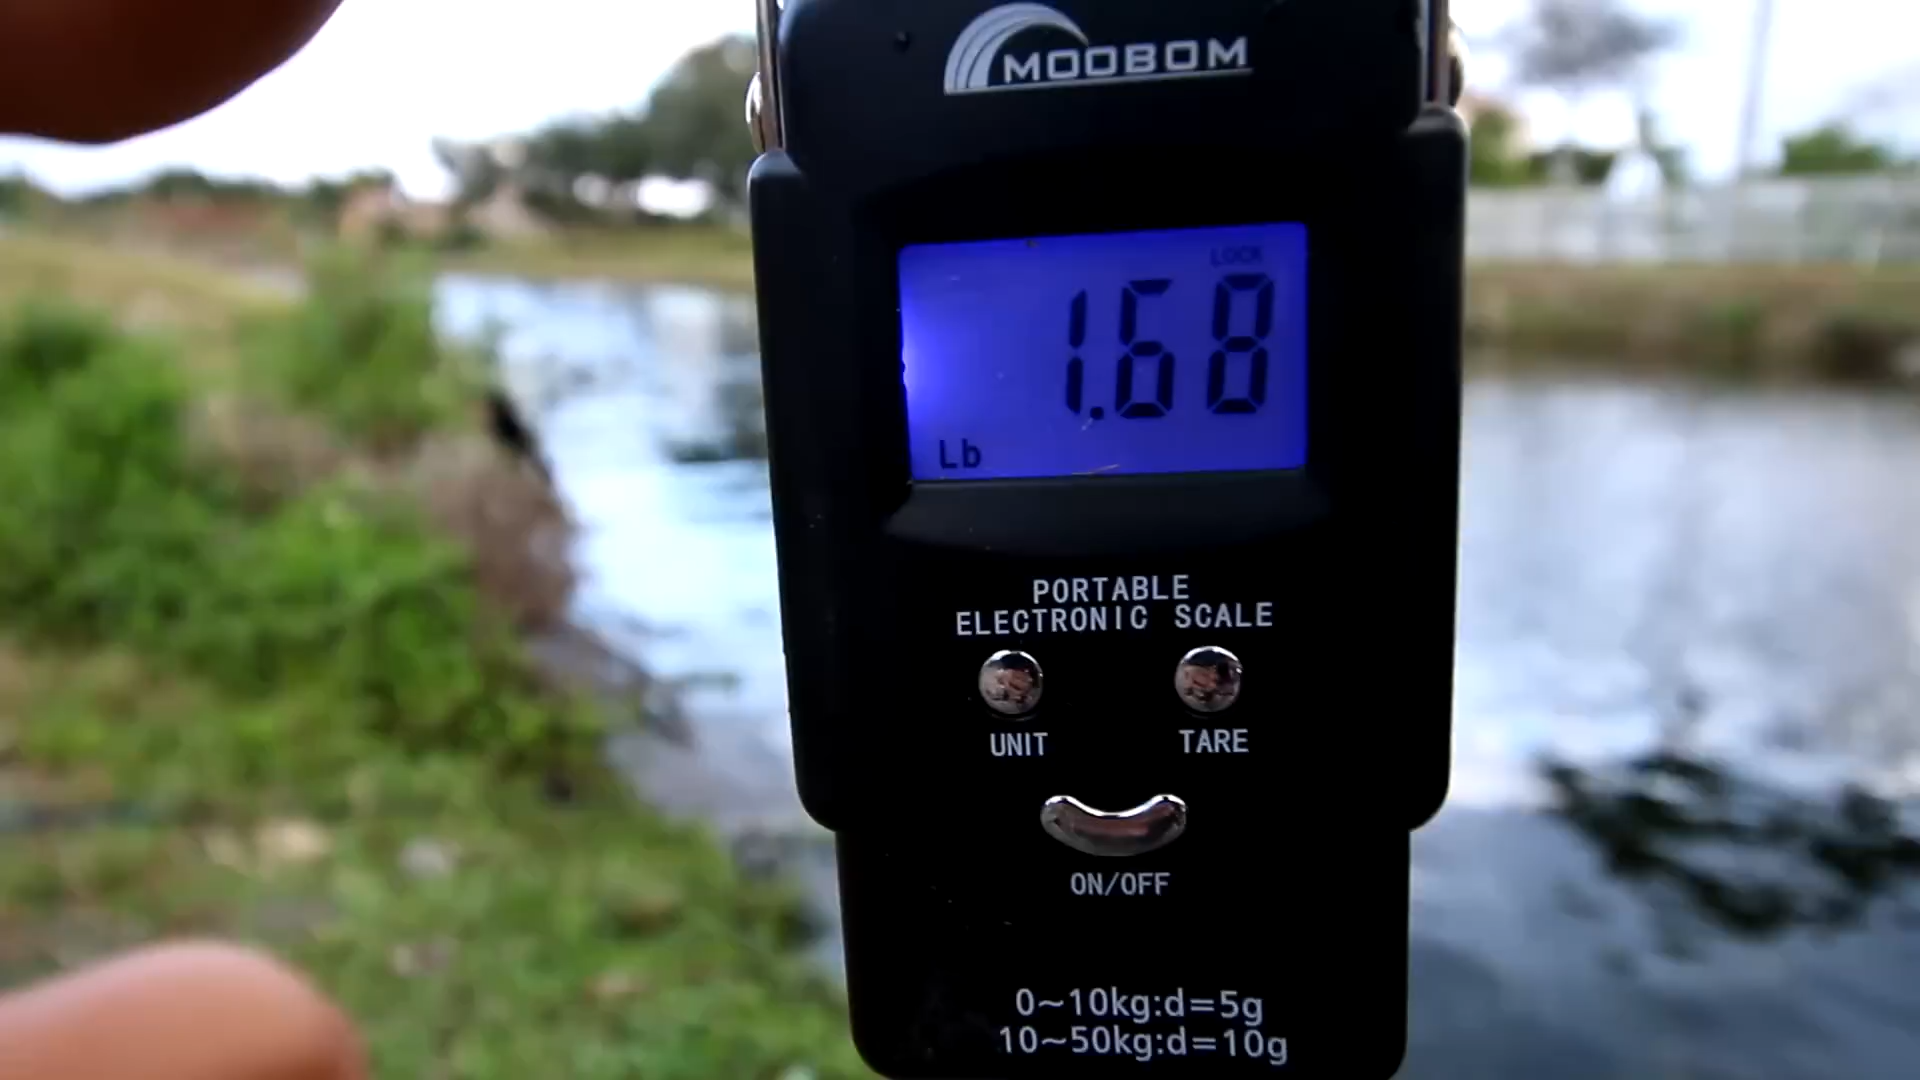 MOOBOM
LOCK
1.68
Lb
PORTABLE
ELECTRONIC SCALE
UNIT TARE
ON/OFF
0~10kg:d=5g
10~50kg:d=10g